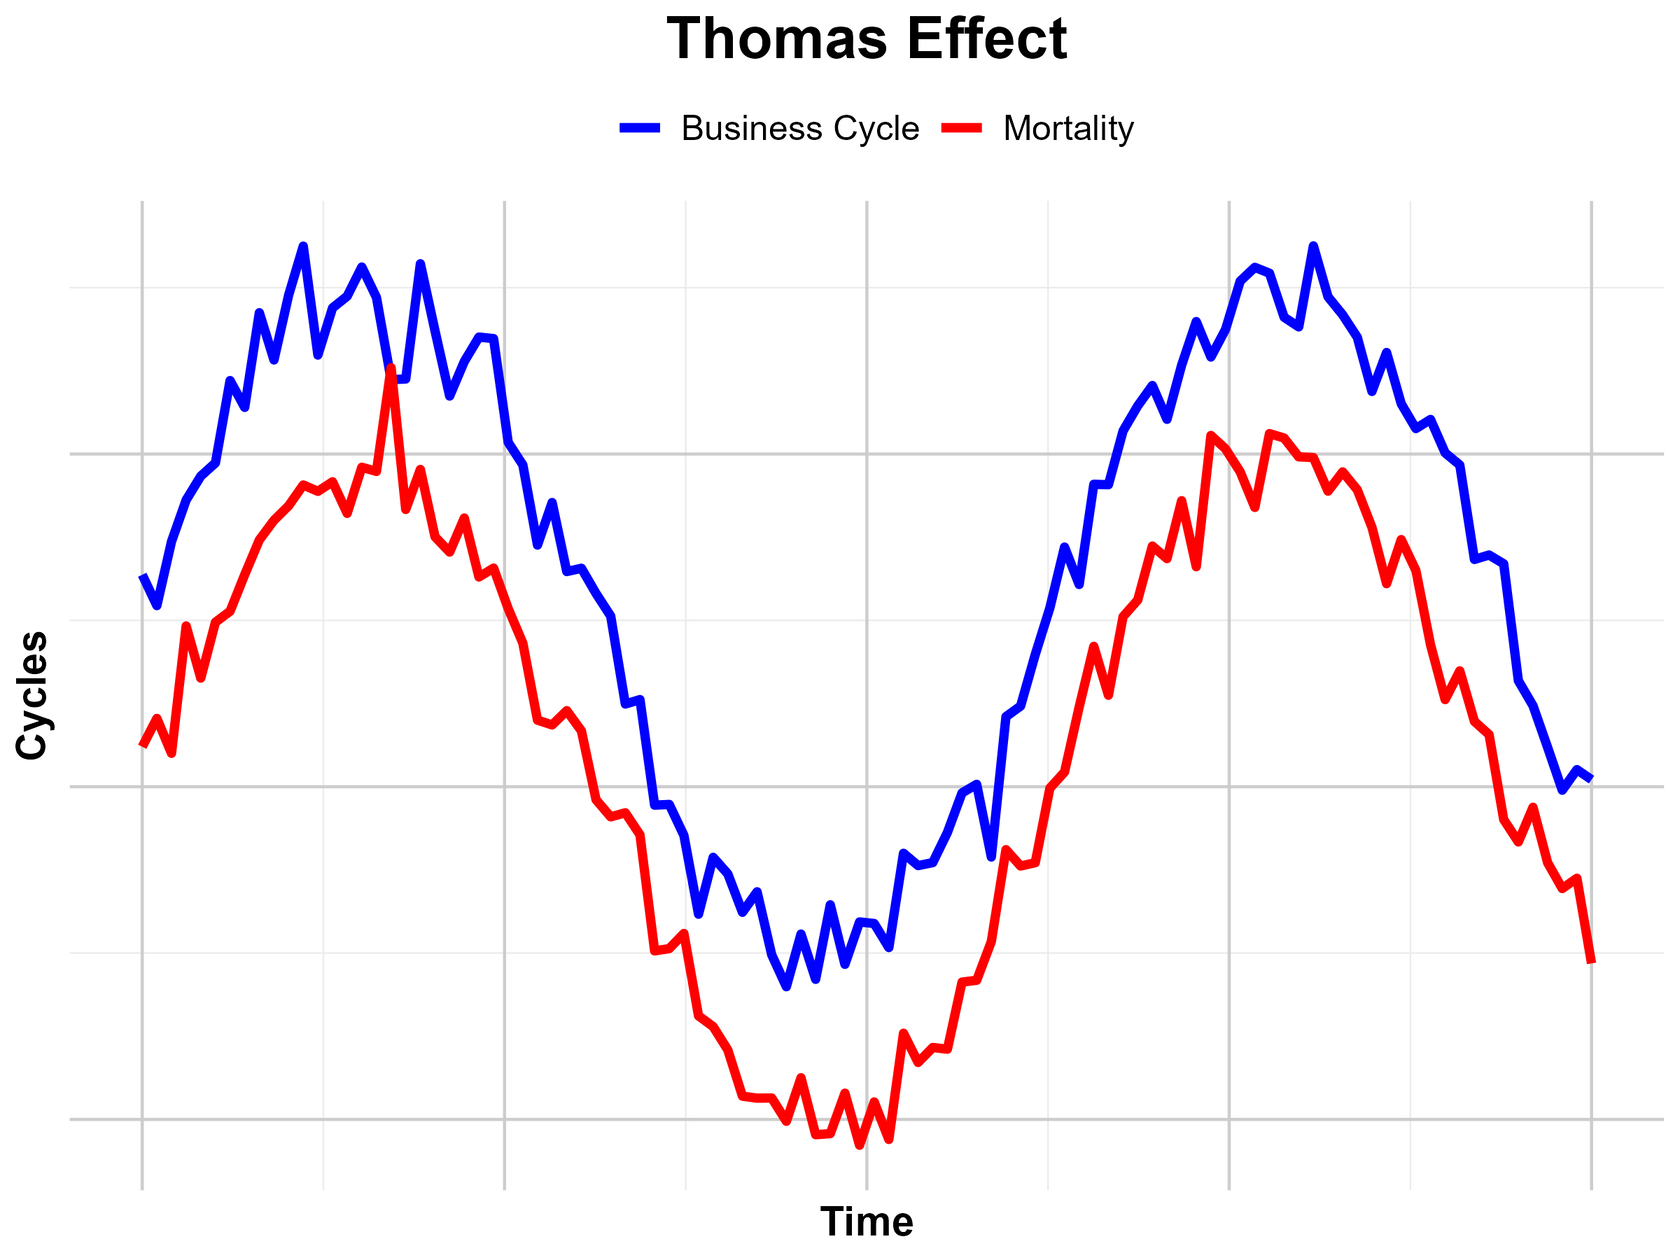 Thomas Effect
Business Cycle Mortality
Cycles
Time